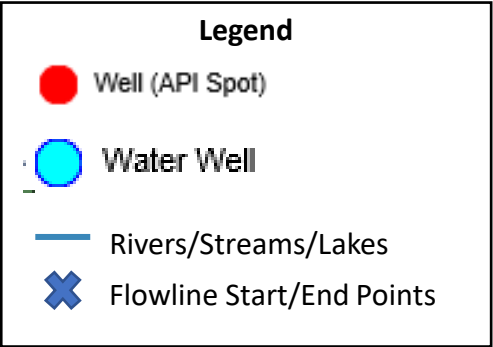 Legend
Well (API Spot)
Water Well
Rivers/Streams/Lakes
Flowline Start/End Points